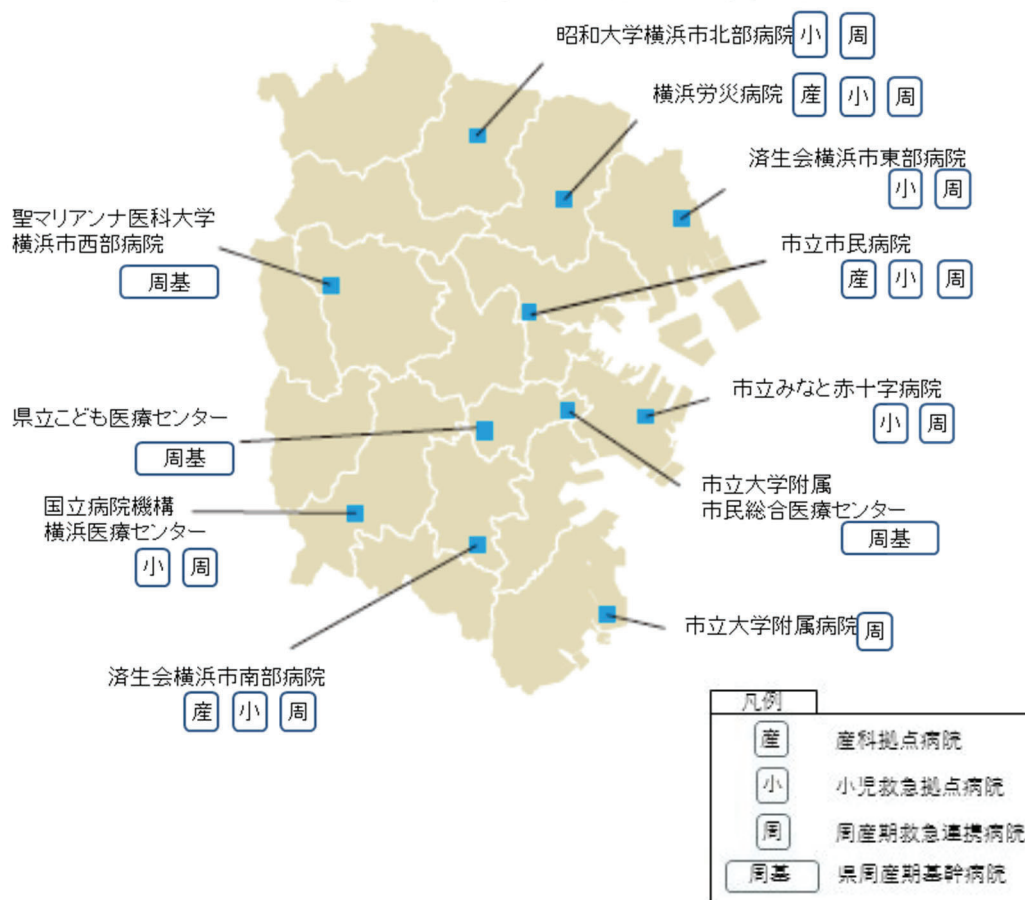 昭和大学横浜市北部病院 小 周
横浜労災病院 産 小 周
済生会横浜市東部病院
小 周
聖マリアンナ医科大学
横浜市西部病院
周基
市立市民病院
産 小 周
市立みなと赤十字病院
小 周
県立こども医療センター
周基
市立大学附属
市民総合医療センター
周基
国立病院機構
横浜医療センター
小 周
市立大学附属病院 周
済生会横浜市南部病院
産 小 周
凡例
産 産科拠点病院
小 小児救急拠点病院
周 周産期救急連携病院
周基 県周産期基幹病院